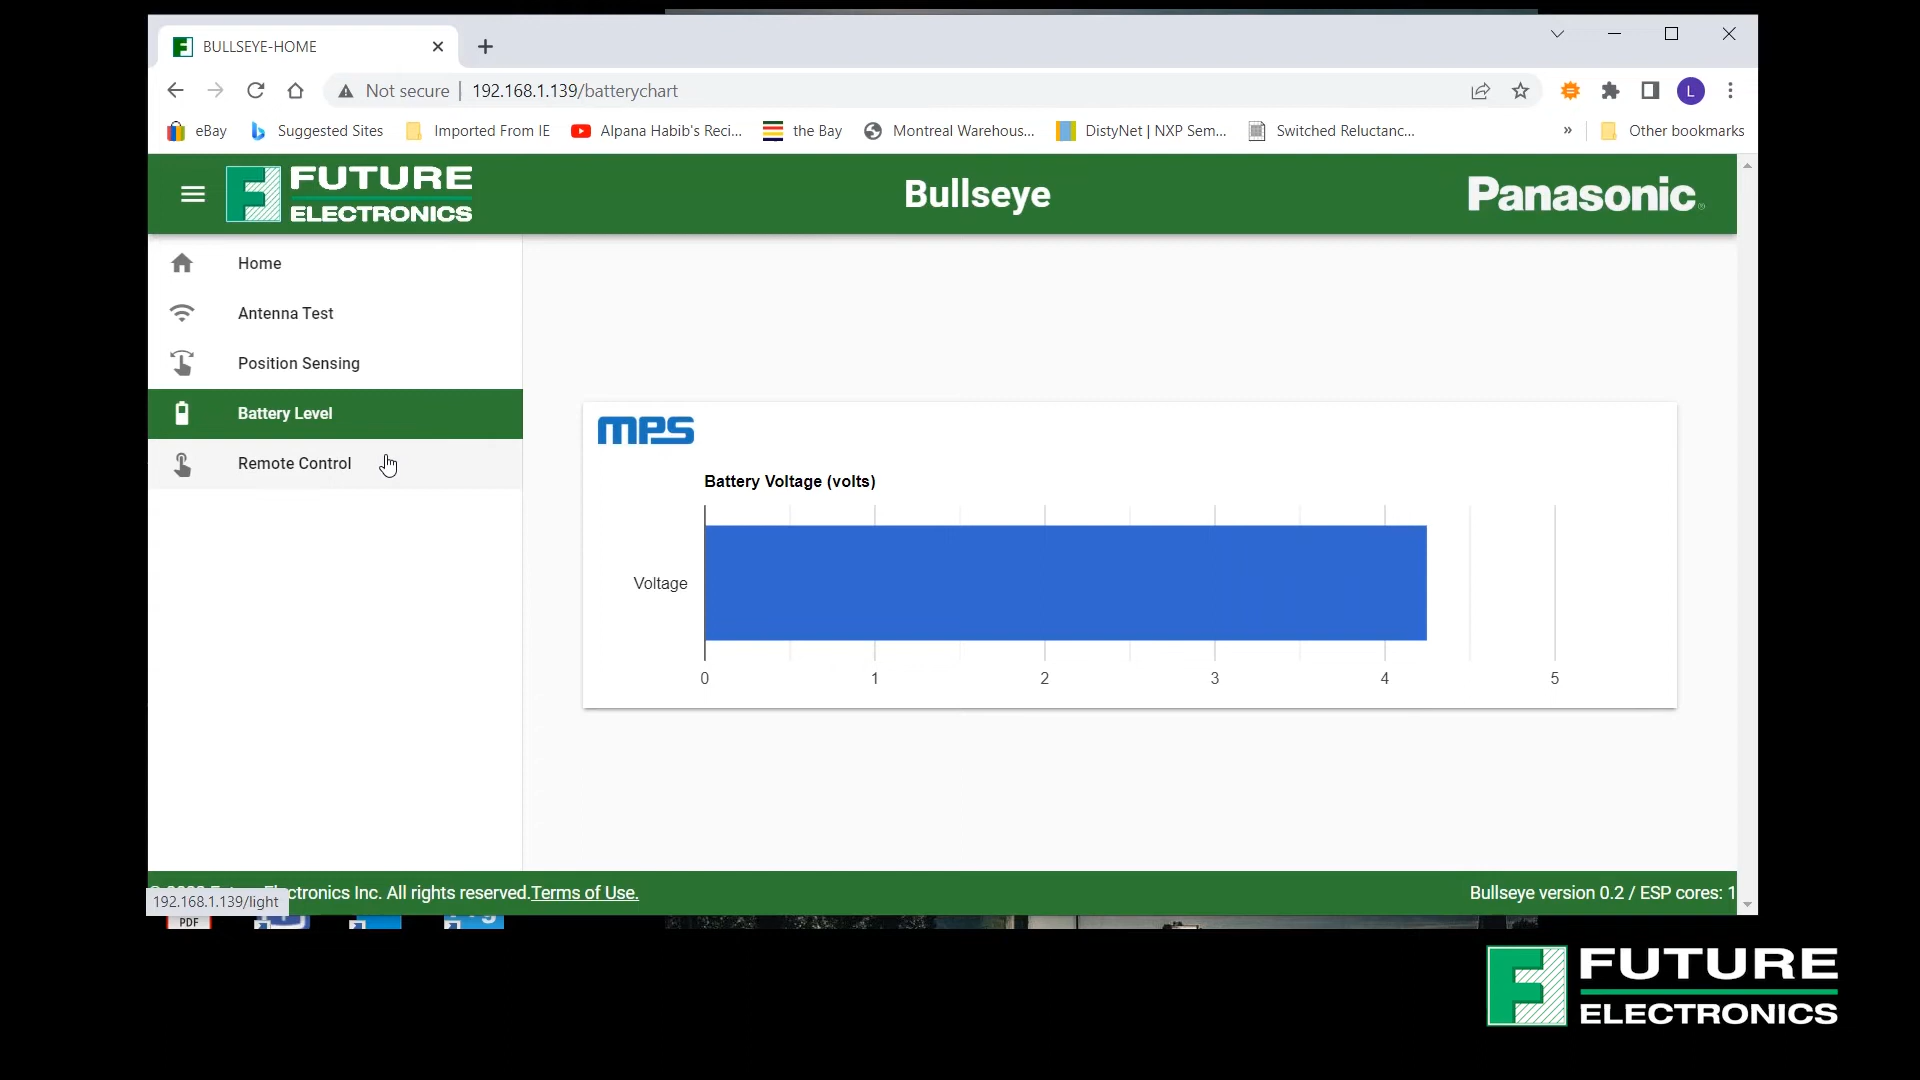 BULLSEYE-HOME
Not secure
192.168.1.139/batterychart
L
eBay
Suggested Sites
Imported From IE
Alpana Habib's Reci...
the Bay
Montreal Warehous...
DistyNet | NXP Sem...
Switched Reluctanc...
»
Other bookmarks
FUTURE
ELECTRONICS
Bullseye
Panasonic
Home
Antenna Test
Position Sensing
Battery Level
Remote Control
MPS
Battery Voltage (volts)
Voltage
0 1 2 3 4 5
Electronics Inc. All rights reserved.Terms of Use.
Bullseye version 0.2 / ESP cores: 1
192.168.1.139/light
PDF
FUTURE
ELECTRONICS